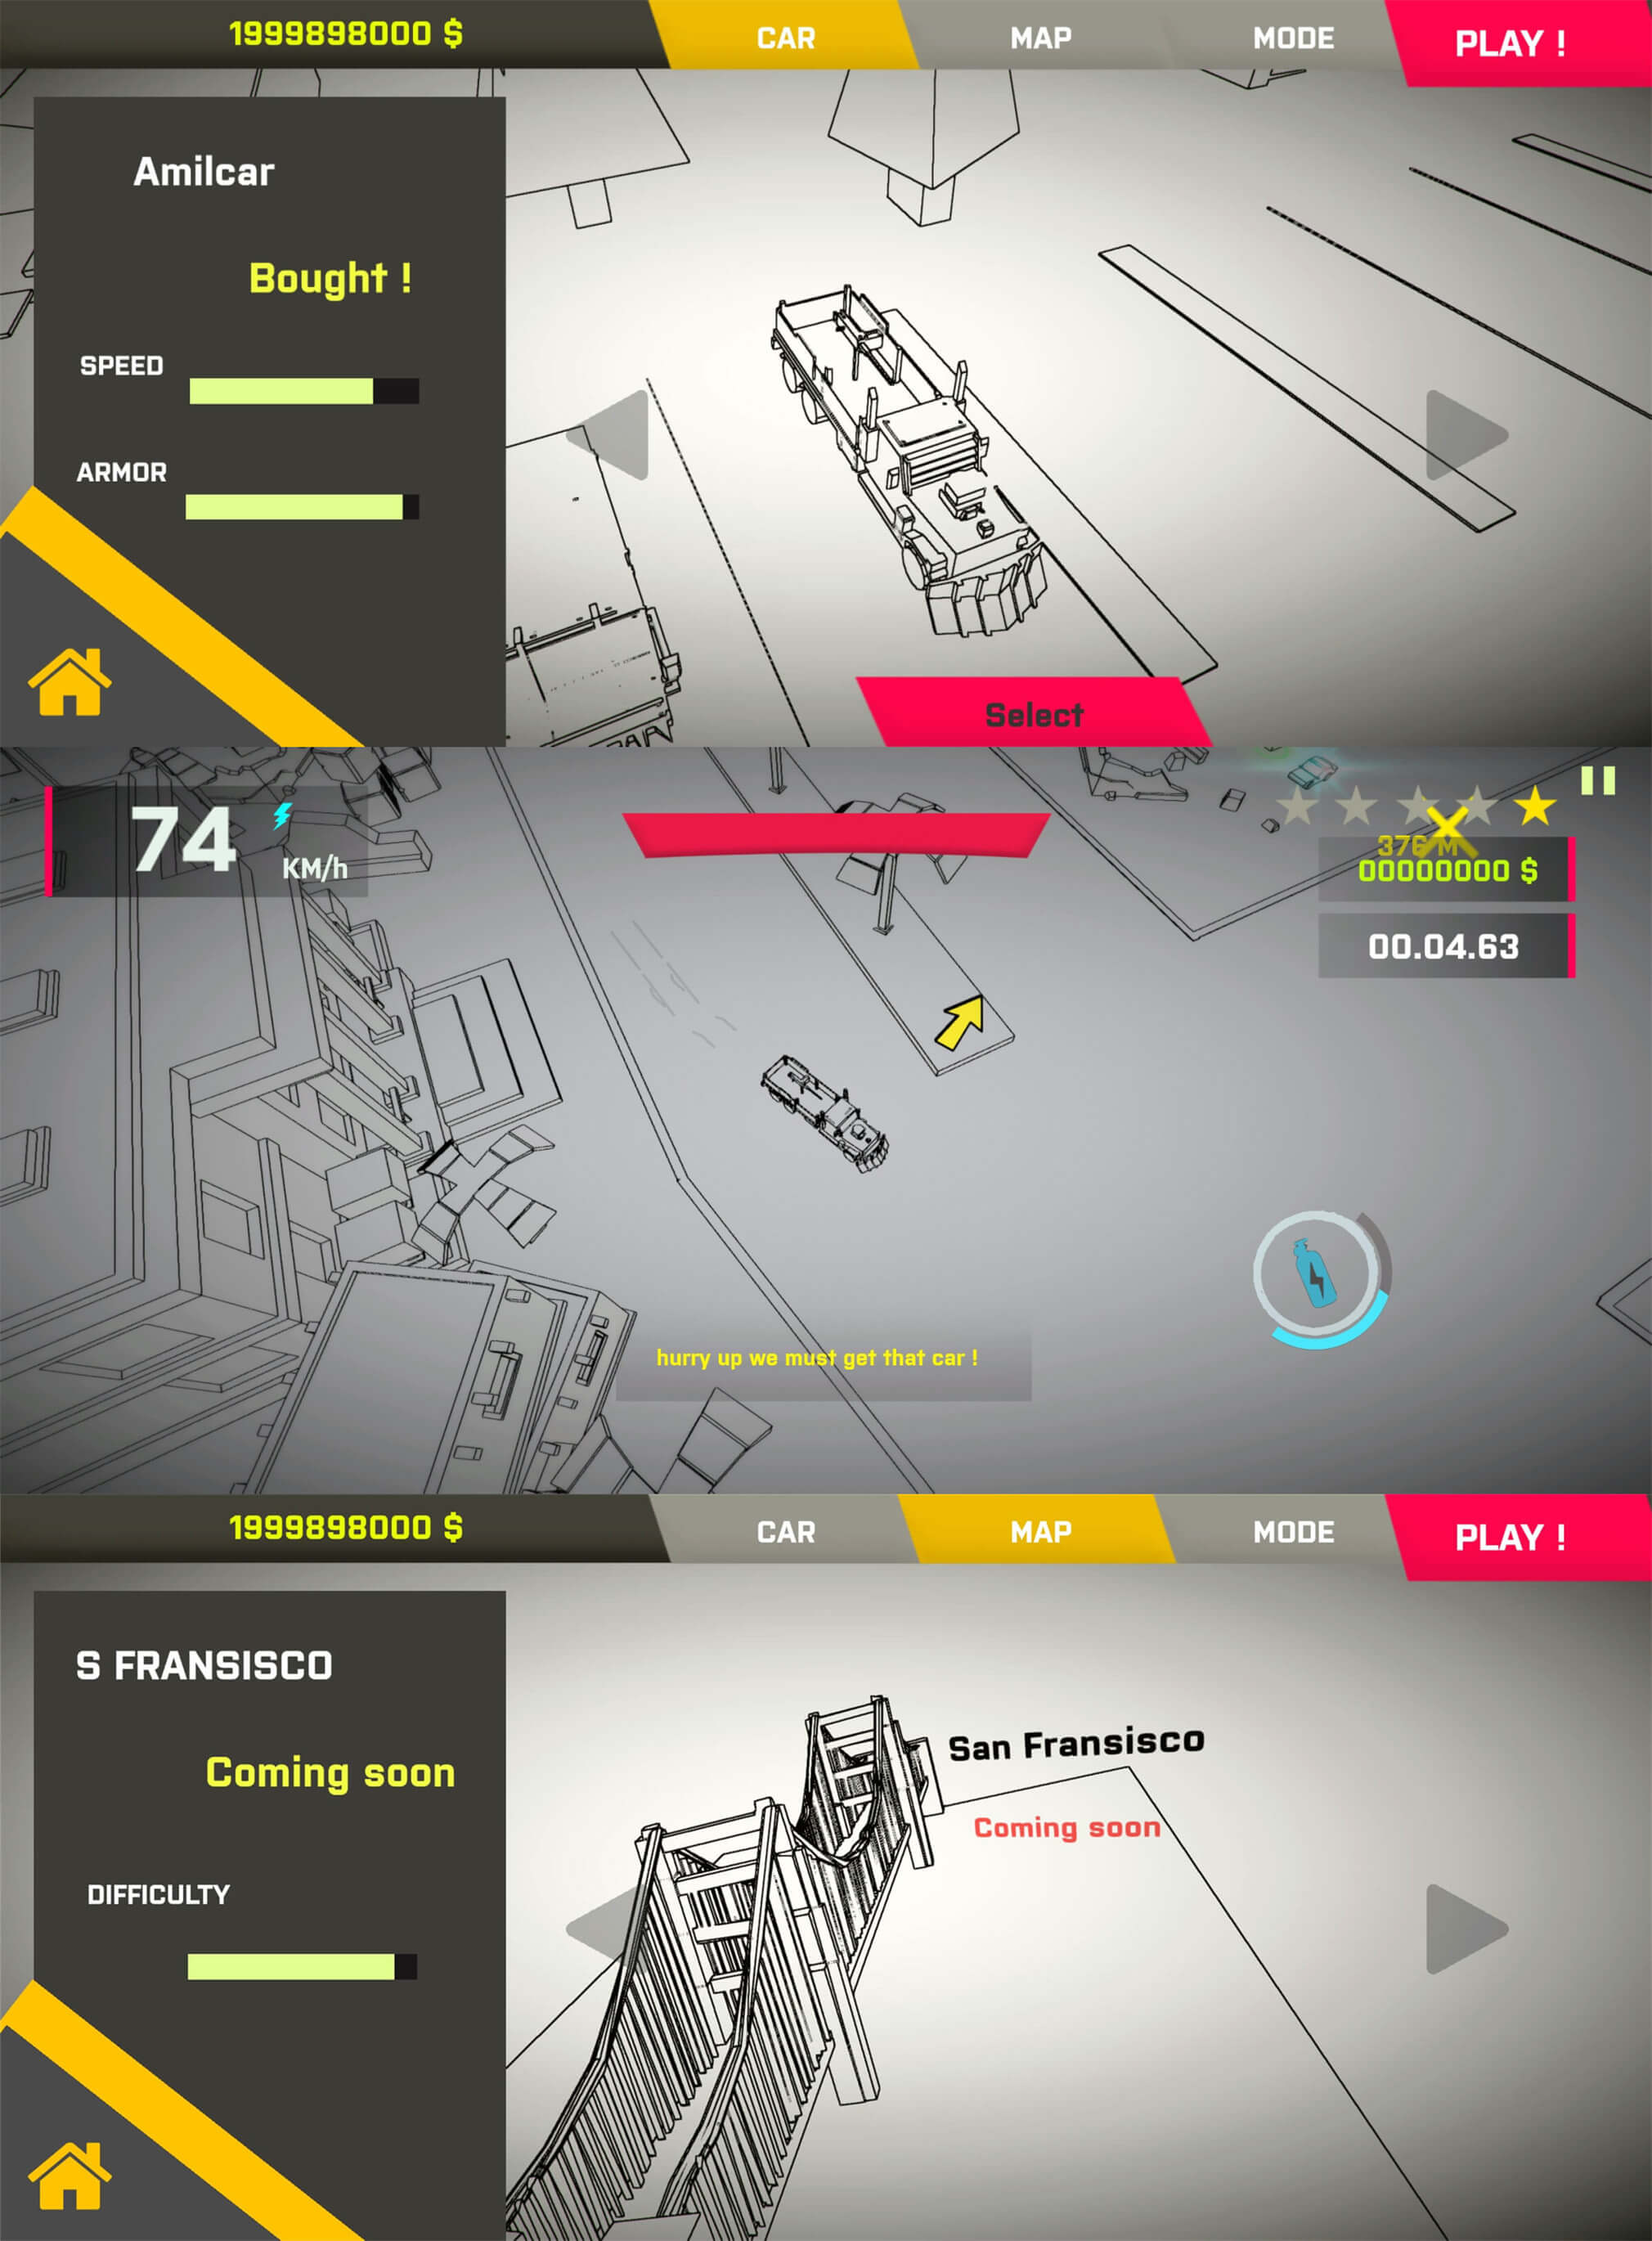 1999898000 $ CAR MAP MODE PLAY !
Amilcar
Bought !
SPEED
ARMOR
Select
74 KM/h
376 M
00000000 $
00.04.63
hurry up we must get that car !
1999898000 $ CAR MAP MODE PLAY !
S FRANSISCO
San Fransisco
Coming soon
Coming soon
DIFFICULTY